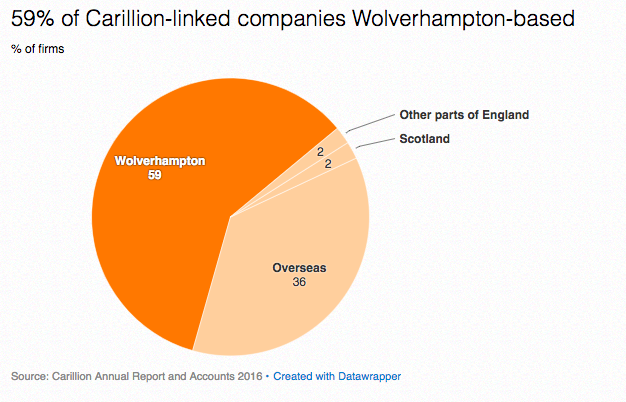 59% of Carillion-linked companies Wolverhampton-based
% of firms
Other parts of England
Scotland
Wolverhampton
59
2
2
Overseas
36
Source: Carillion Annual Report and Accounts 2016 • Created with Datawrapper